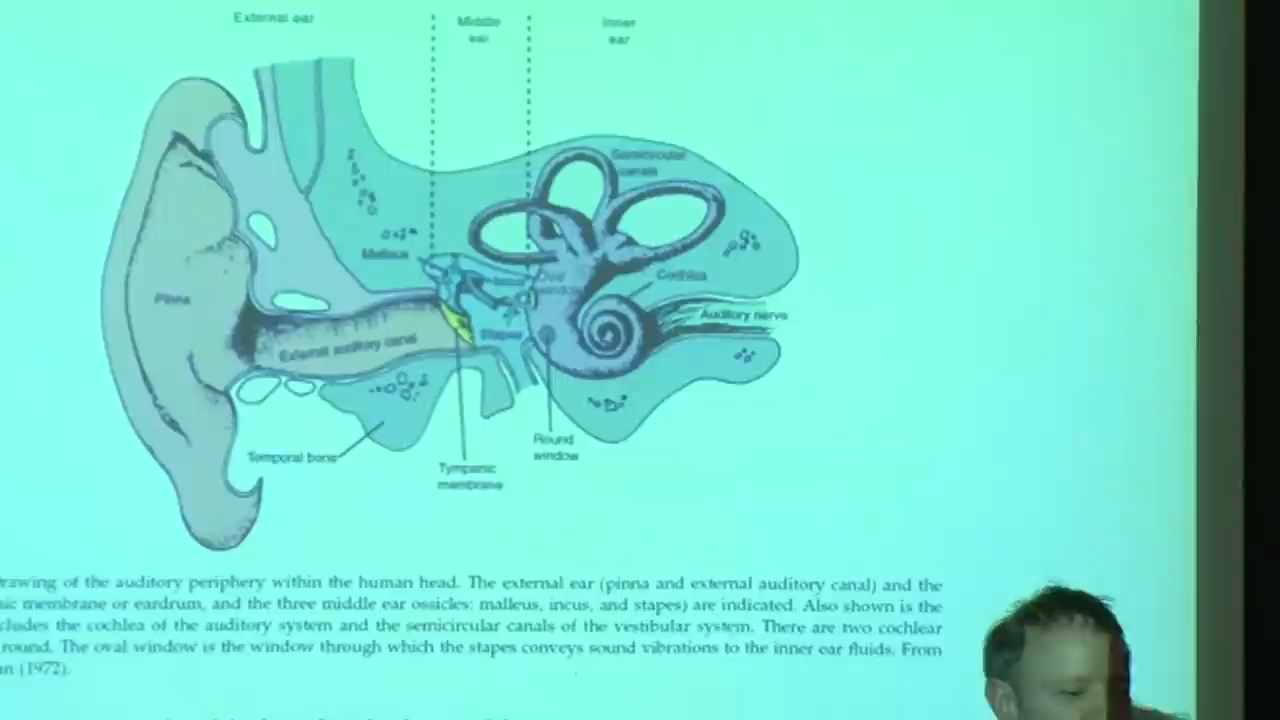 External ear
Middle
ear
Inner
ear
Semicircular
canals
Malleus
Oval
window
Cochlea
Pinna
Auditory nerve
Stapes
External auditory canal
Round
window
Temporal bone
Tympanic
membrane
rawing of the auditory periphery within the human head. The external ear (pinna and external auditory canal) and the
ic membrane or eardrum, and the three middle ear ossicles: malleus, incus, and stapes) are indicated. Also shown is the
cludes the cochlea of the auditory system and the semicircular canals of the vestibular system. There are two cochlear
round. The oval window is the window through which the stapes conveys sound vibrations to the inner ear fluids. From
n (1972).